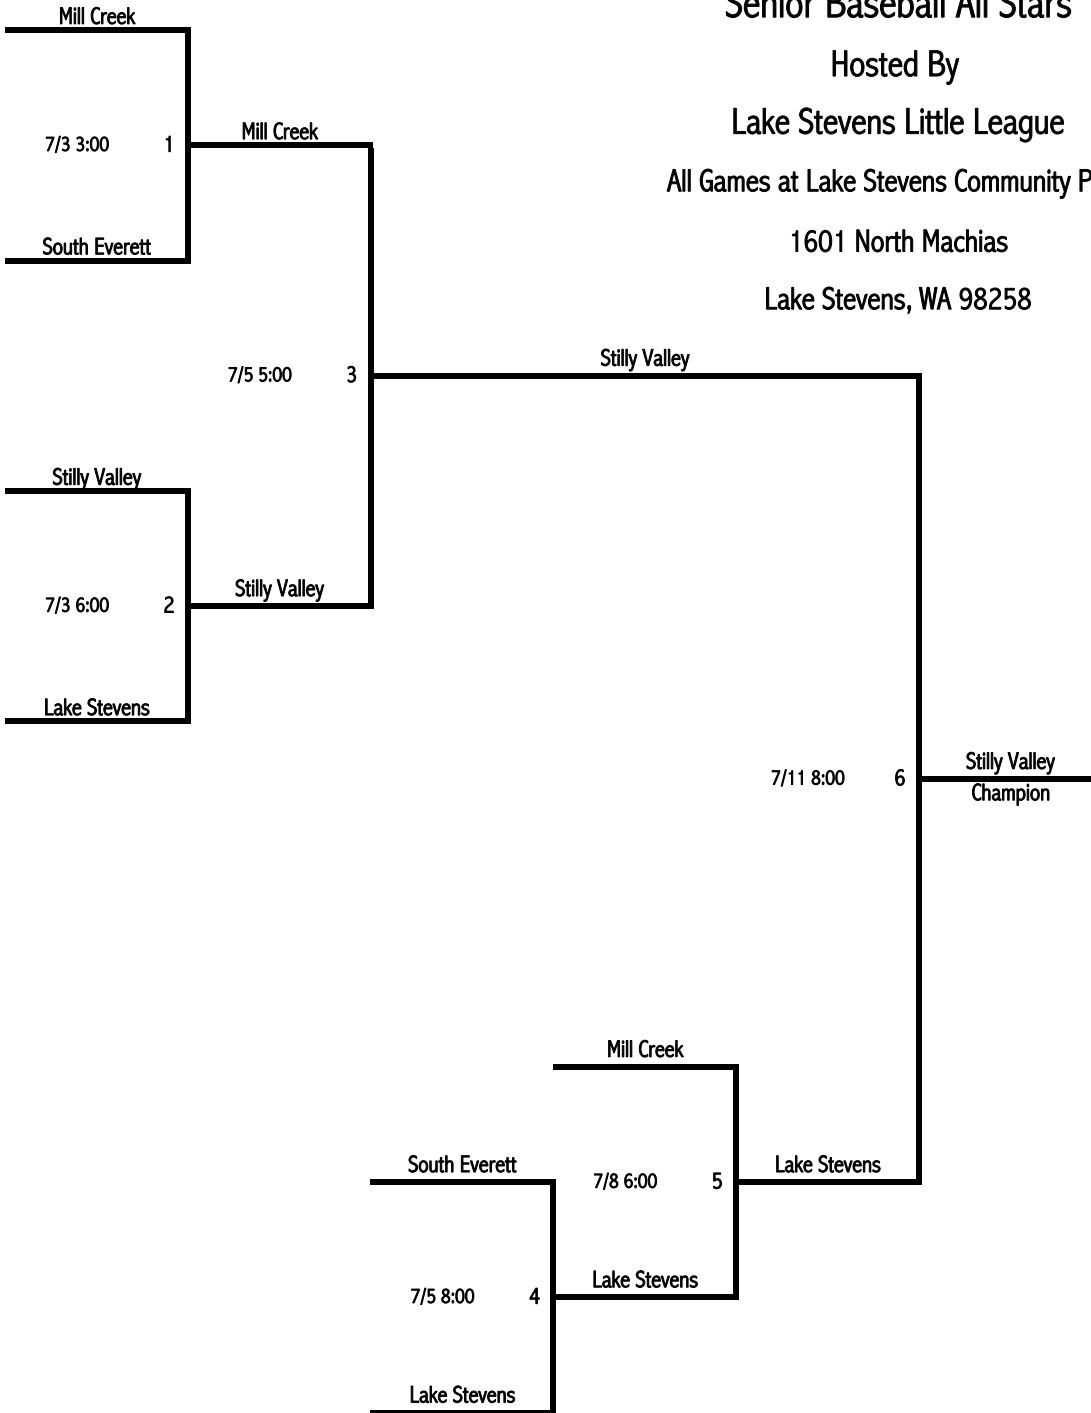 Senior Baseball All Stars
Hosted By
Lake Stevens Little League
All Games at Lake Stevens Community
1601 North Machias
Lake Stevens, WA 98258
Mill Creek
7/3 3:00 1
Mill Creek
South Everett
7/5 5:00 3
Stilly Valley
Stilly Valley
7/3 6:00 2
Stilly Valley
Lake Stevens
7/11 8:00 6
Stilly Valley
Champion
Mill Creek
South Everett
7/8 6:00 5
Lake Stevens
7/5 8:00 4
Lake Stevens
Lake Stevens